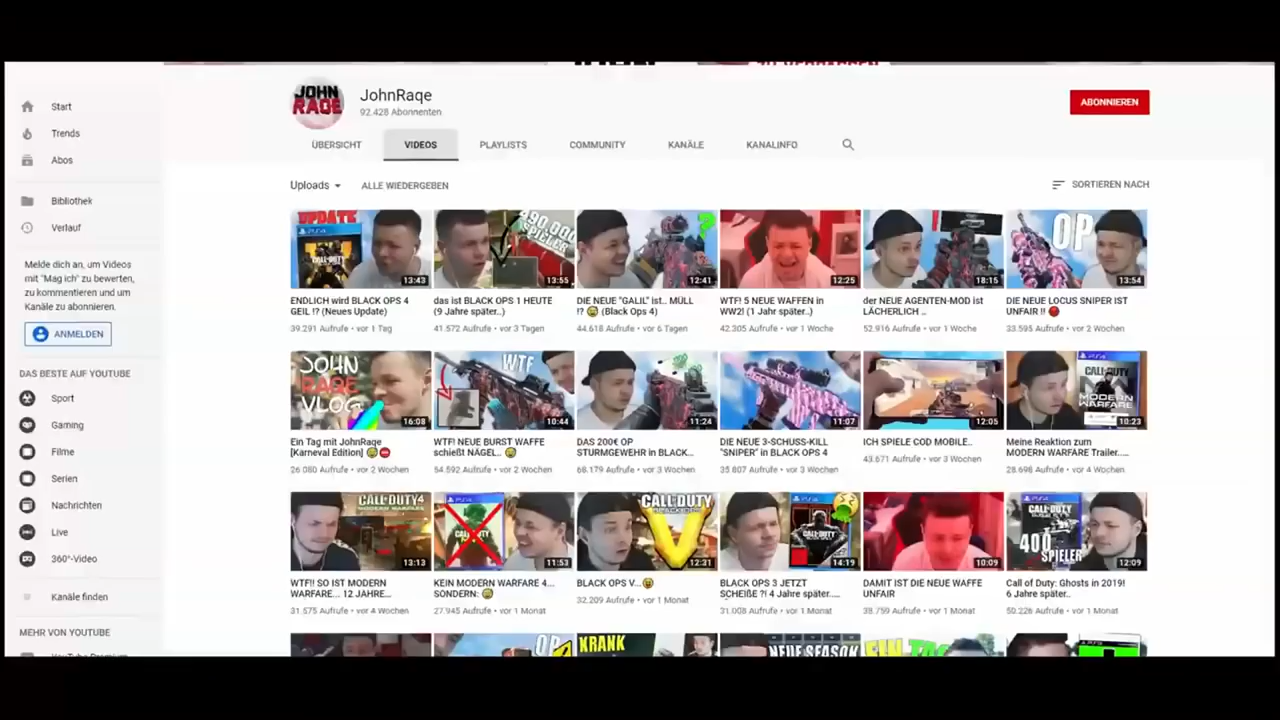 JohnRaqe
92.428 Abonnenten
ABONNIEREN
JOHN
RAGE
Start
Trends
Abos
Bibliothek
Verlauf
Melde dich an, um Videos
mit "Mag ich" zu bewerten,
zu kommentieren und um
Kanäle zu abonnieren.
ANMELDEN
DAS BESTE AUF YOUTUBE
Sport
Gaming
Filme
Serien
Nachrichten
Live
360°-Video
Kanäle finden
MEHR VON YOUTUBE
ÜBERSICHT VIDEOS PLAYLISTS COMMUNITY KANÄLE KANALINFO
Uploads ALLE WIEDERGEBEN SORTIEREN NACH
UPDATE
490.000
SPIELER
?
OP
13:43 13:55 12:41 12:25 18:15 13:54
ENDLICH wird BLACK OPS 4
GEIL !? (Neues Update)
39.291 Aufrufe • vor 1 Tag
das ist BLACK OPS 1 HEUTE
(9 Jahre später..)
41.572 Aufrufe • vor 3 Tagen
DIE NEUE "GALIL" ist.. MÜLL
!? (Black Ops 4)
44.618 Aufrufe • vor 6 Tagen
WTF! 5 NEUE WAFFEN in
WW2! (1 Jahr später..)
42.305 Aufrufe • vor 1 Woche
der NEUE AGENTEN-MOD ist
LÄCHERLICH ..
52.916 Aufrufe • vor 1 Woche
DIE NEUE LOCUS SNIPER IST
UNFAIR !!
33.595 Aufrufe • vor 2 Wochen
JOHN
RAGE
VLOG
WTF
CALL OF DUTY
MODERN
WARFARE
16:08 10:44 11:24 11:07 12:05 10:23
Ein Tag mit JohnRaqe
[Karneval Edition]
26.080 Aufrufe • vor 2 Wochen
WTF! NEUE BURST WAFFE
schießt NÄGEL..
54.592 Aufrufe • vor 2 Wochen
DAS 200€ OP
STURMGEWEHR in BLACK...
68.179 Aufrufe • vor 3 Wochen
DIE NEUE 3-SCHUSS-KILL
"SNIPER" in BLACK OPS 4
35.807 Aufrufe • vor 3 Wochen
ICH SPIELE COD MOBILE..
43.671 Aufrufe • vor 3 Wochen
Meine Reaktion zum
MODERN WARFARE Trailer.....
28.698 Aufrufe • vor 4 Wochen
CALL OF DUTY 4
MODERN WARFARE
CALL OF DUTY
V
400
SPIELER
13:13 11:53 12:31 14:19 10:09 12:09
WTF!! SO IST MODERN
WARFARE... 12 JAHRE...
31.575 Aufrufe • vor 4 Wochen
KEIN MODERN WARFARE 4...
SONDERN:
27.945 Aufrufe • vor 1 Monat
BLACK OPS V...
32.209 Aufrufe • vor 1 Monat
BLACK OPS 3 JETZT
SCHEIßE ?! 4 Jahre später.....
31.008 Aufrufe • vor 1 Monat
DAMIT IST DIE NEUE WAFFE
UNFAIR
38.759 Aufrufe • vor 1 Monat
Call of Duty: Ghosts in 2019!
6 Jahre später..
50.226 Aufrufe • vor 1 Monat
OP
KRANK
NEUE SEASON